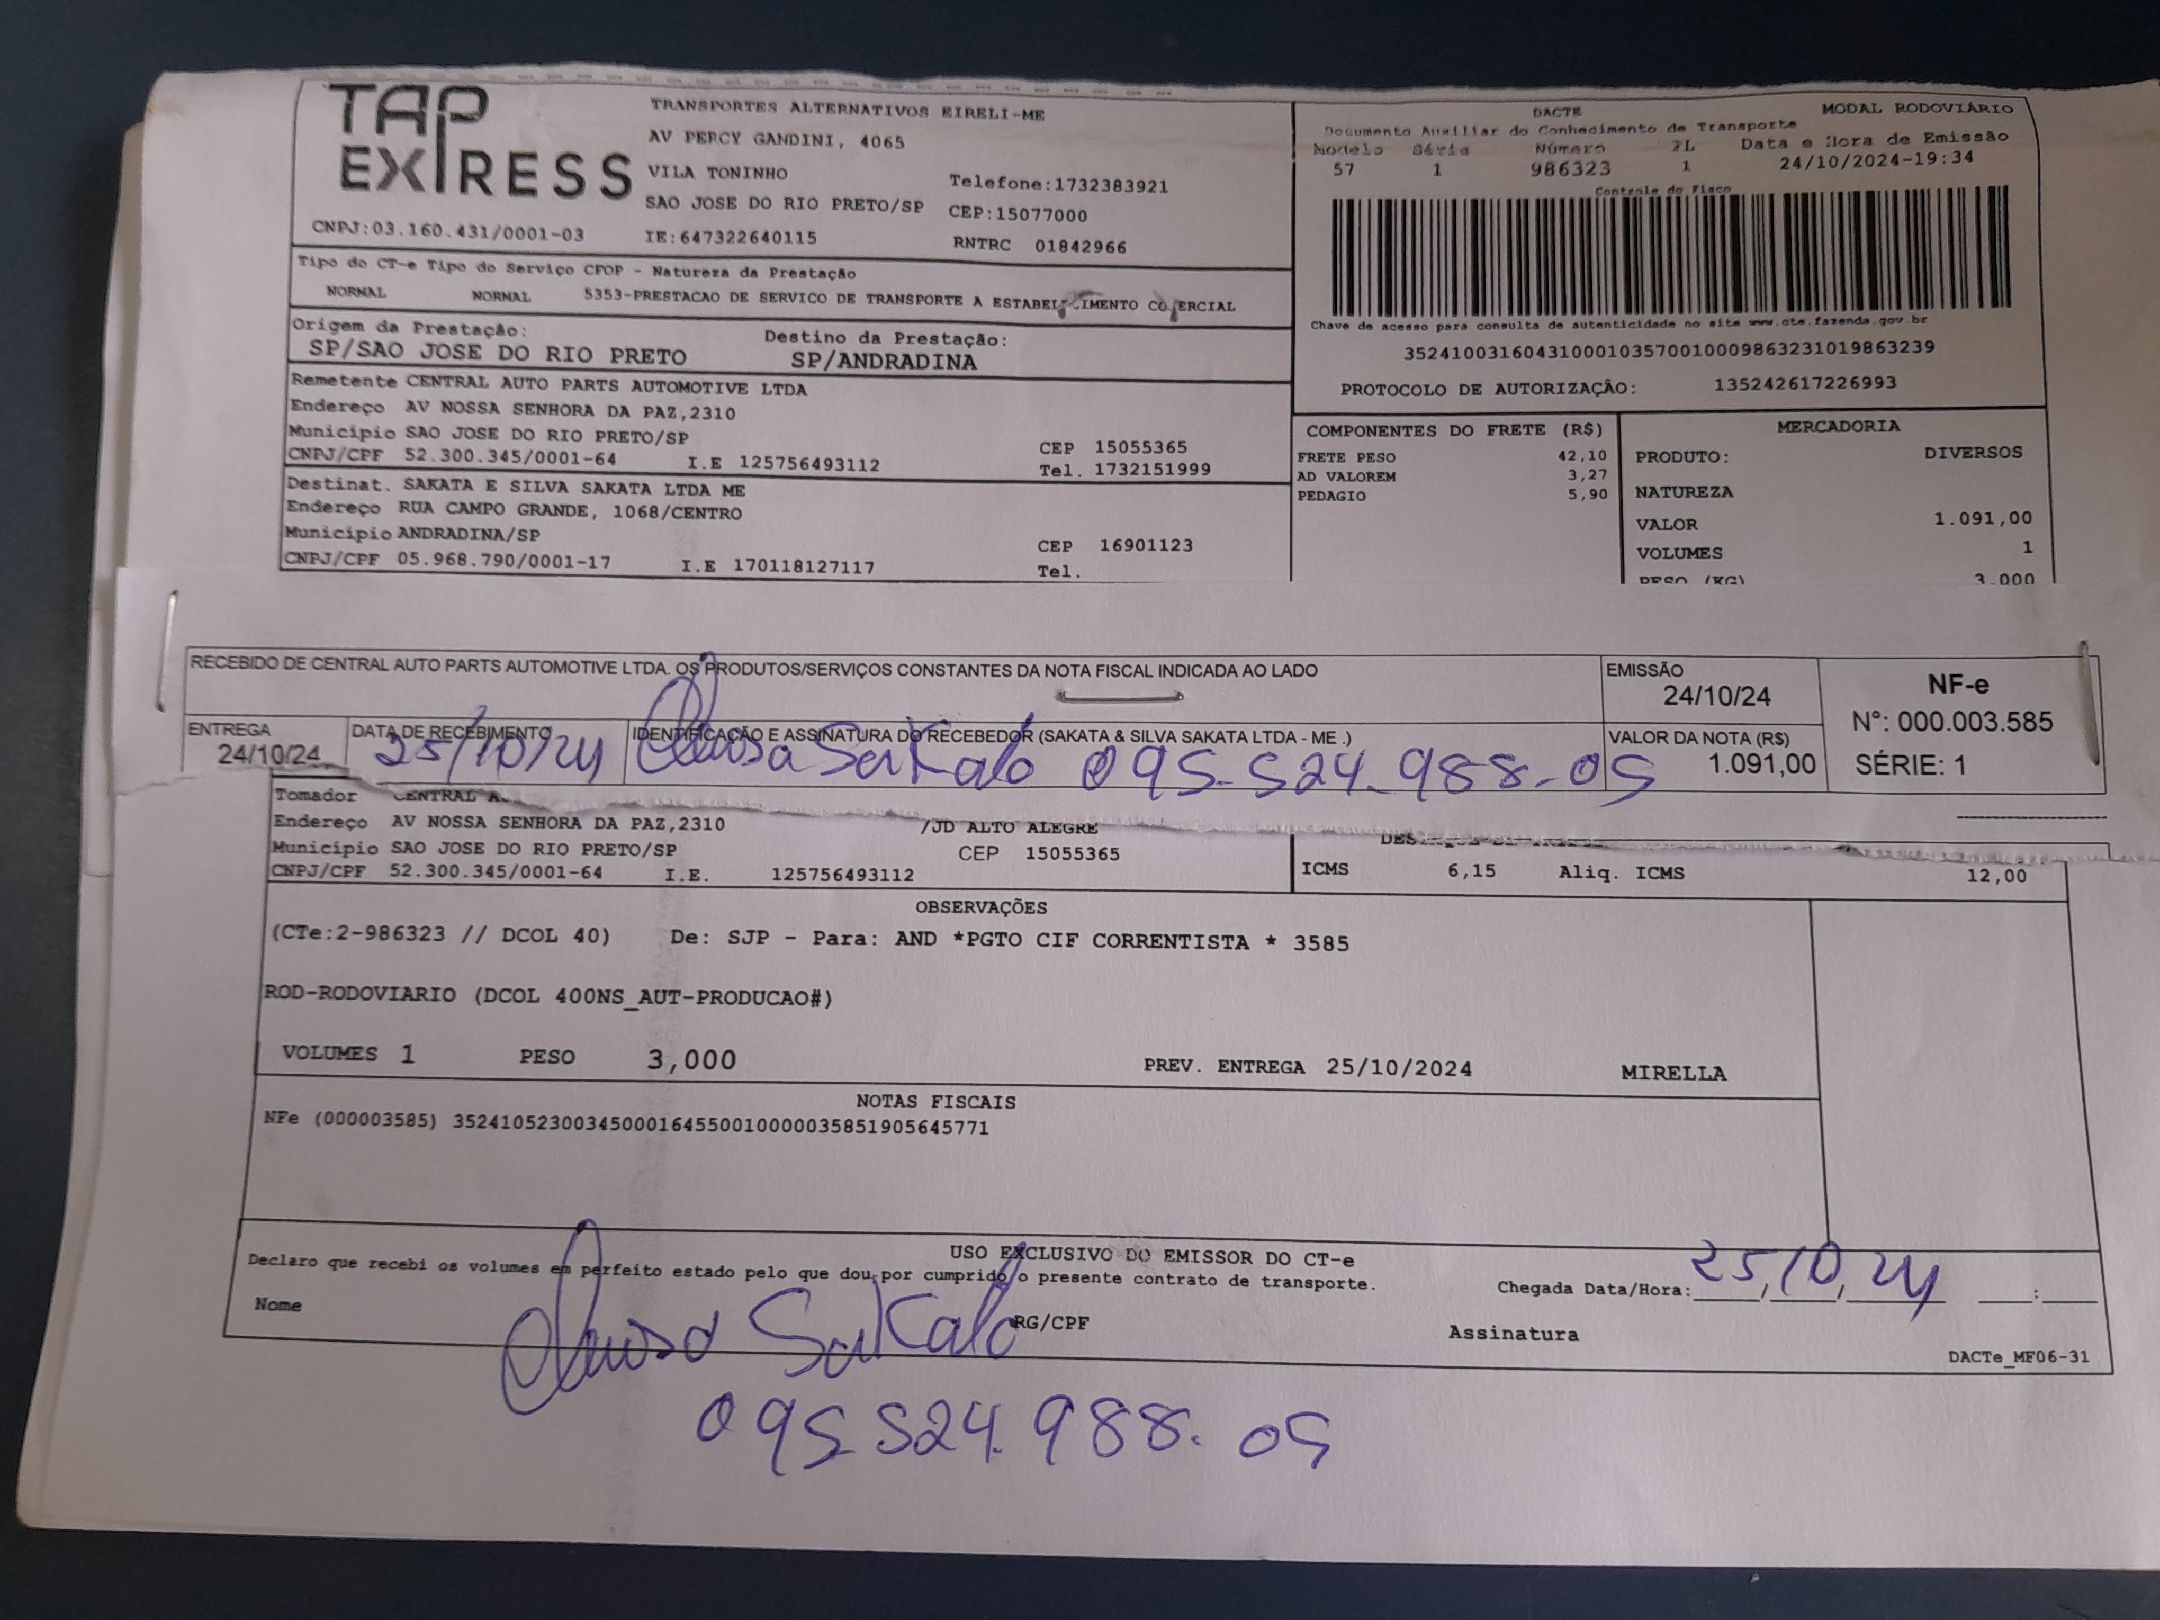 TAP EXPRESS
TRANSPORTES ALTERNATIVOS EIRELI-ME
AV PERCY GANDINI, 4065
VILA TONINHO
Telefone:1732383921
SAO JOSE DO RIO PRETO/SP CEP:15077000
CNPJ:03.160.431/0001-03 IE:647322640115 RNTRC 01842966
DACTE MODAL RODOVIÁRIO
Documento Auxiliar do Conhecimento de Transporte
Modelo Série Número FL Data e Hora de Emissão
57 1 986323 1 24/10/2024-19:34
Controle do Fisco
Chave de acesso para consulta de autenticidade no site www.cte.fazenda.gov.br
35241003160431000103570010009863231019863239
PROTOCOLO DE AUTORIZAÇÃO: 135242617226993
Tipo do CT-e Tipo do Serviço CFOP - Natureza da Prestação
NORMAL NORMAL 5353-PRESTACAO DE SERVICO DE TRANSPORTE A ESTABELECIMENTO COMERCIAL
Origem da Prestação: Destino da Prestação:
SP/SAO JOSE DO RIO PRETO SP/ANDRADINA
Remetente CENTRAL AUTO PARTS AUTOMOTIVE LTDA
Endereço AV NOSSA SENHORA DA PAZ,2310
Município SAO JOSE DO RIO PRETO/SP CEP 15055365
CNPJ/CPF 52.300.345/0001-64 I.E 125756493112 Tel. 1732151999
Destinat. SAKATA E SILVA SAKATA LTDA ME
Endereço RUA CAMPO GRANDE, 1068/CENTRO
Município ANDRADINA/SP CEP 16901123
CNPJ/CPF 05.968.790/0001-17 I.E 170118127117 Tel.
COMPONENTES DO FRETE (R$)
FRETE PESO 42,10
AD VALOREM 3,27
PEDAGIO 5,90
MERCADORIA
PRODUTO: DIVERSOS
NATUREZA
VALOR 1.091,00
VOLUMES 1
PESO (KG) 3.000
RECEBIDO DE CENTRAL AUTO PARTS AUTOMOTIVE LTDA. OS PRODUTOS/SERVIÇOS CONSTANTES DA NOTA FISCAL INDICADA AO LADO
EMISSÃO
24/10/24
NF-e
Nº: 000.003.585
SÉRIE: 1
ENTREGA
24/10/24
DATA DE RECEBIMENTO
25/10/24
IDENTIFICAÇÃO E ASSINATURA DO RECEBEDOR (SAKATA & SILVA SAKATA LTDA - ME .)
095-524-988-05
VALOR DA NOTA (R$)
1.091,00
Tomador CENTRAL
Endereço AV NOSSA SENHORA DA PAZ,2310 /JD ALTO ALEGRE
Município SAO JOSE DO RIO PRETO/SP CEP 15055365
CNPJ/CPF 52.300.345/0001-64 I.E. 125756493112
ICMS 6,15 Aliq. ICMS 12,00
OBSERVAÇÕES
(CTe:2-986323 // DCOL 40) De: SJP - Para: AND *PGTO CIF CORRENTISTA * 3585
ROD-RODOVIARIO (DCOL 400NS_AUT-PRODUCAO#)
VOLUMES 1 PESO 3,000 PREV. ENTREGA 25/10/2024 MIRELLA
NOTAS FISCAIS
NFe (000003585) 35241052300345000164550010000035851905645771
USO EXCLUSIVO DO EMISSOR DO CT-e
Declaro que recebi os volumes em perfeito estado pelo que dou por cumprido o presente contrato de transporte.
Chegada Data/Hora: 25/10/24 :
Nome RG/CPF Assinatura
DACTe_MF06-31
095.524.988.05